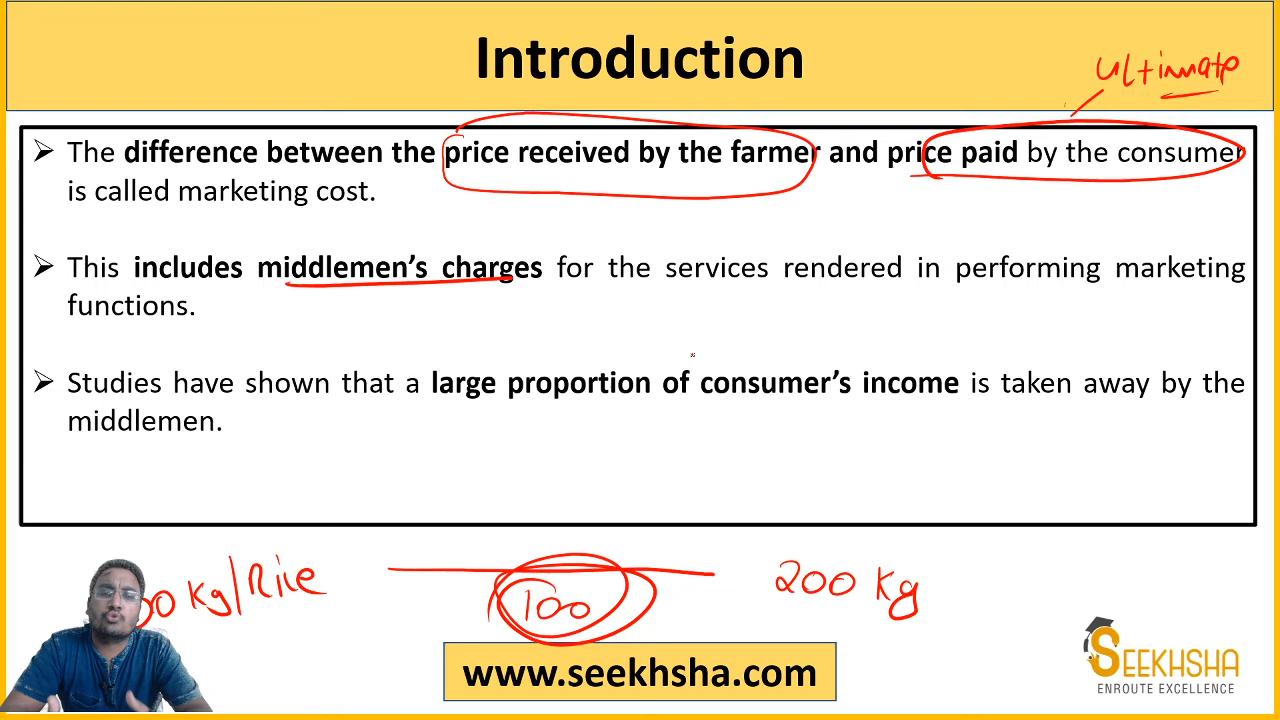 Introduction
ultimate
➢ The difference between the price received by the farmer and price paid by the consumer
is called marketing cost.
➢ This includes middlemen's charges for the services rendered in performing marketing
functions.
➢ Studies have shown that a large proportion of consumer's income is taken away by the
middlemen.
Kg/Rice 100 200 Kg
www.seekhsha.com
SEEKHSHA
ENROUTE EXCELLENCE